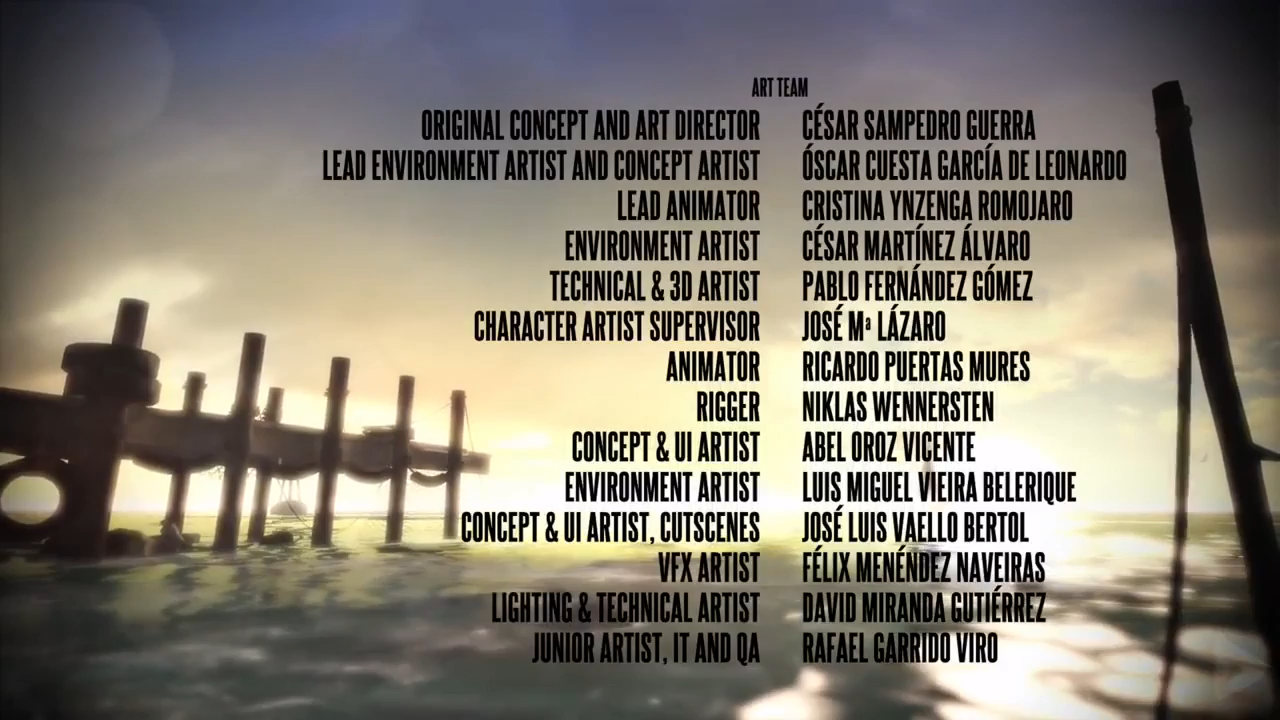 ART TEAM
ORIGINAL CONCEPT AND ART DIRECTOR CÉSAR SAMPEDRO GUERRA
LEAD ENVIRONMENT ARTIST AND CONCEPT ARTIST ÓSCAR CUESTA GARCÍA DE LEONARDO
LEAD ANIMATOR CRISTINA YNZENGA ROMOJARO
ENVIRONMENT ARTIST CÉSAR MARTÍNEZ ÁLVARO
TECHNICAL & 3D ARTIST PABLO FERNÁNDEZ GÓMEZ
CHARACTER ARTIST SUPERVISOR JOSÉ Mª LÁZARO
ANIMATOR RICARDO PUERTAS MURES
RIGGER NIKLAS WENNERSTEN
CONCEPT & UI ARTIST ABEL OROZ VICENTE
ENVIRONMENT ARTIST LUIS MIGUEL VIEIRA BELERIQUE
CONCEPT & UI ARTIST, CUTSCENES JOSÉ LUIS VAELLO BERTOL
VFX ARTIST FÉLIX MENÉNDEZ NAVEIRAS
LIGHTING & TECHNICAL ARTIST DAVID MIRANDA GUTIÉRREZ
JUNIOR ARTIST, IT AND QA RAFAEL GARRIDO VIRO